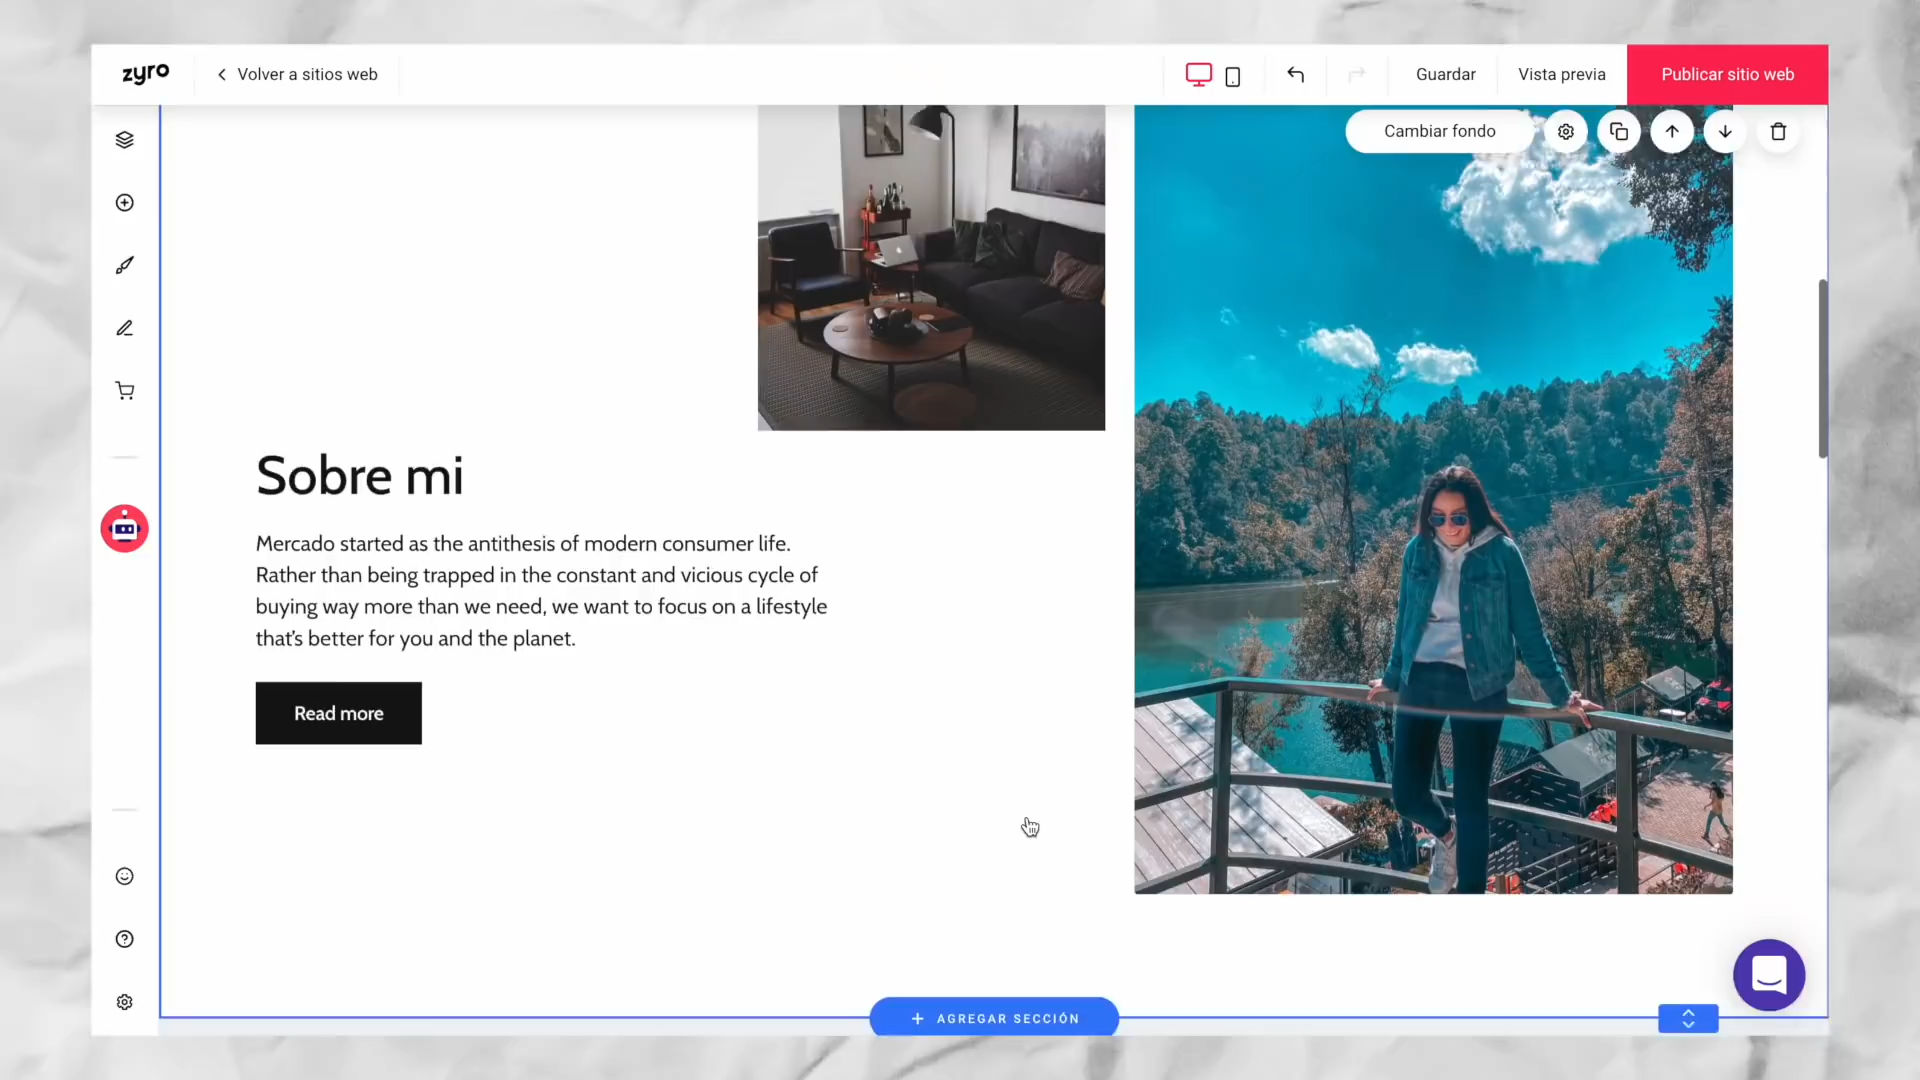 zyro
Volver a sitios web
Guardar
Vista previa
Publicar sitio web
Cambiar fondo
Sobre mi
Mercado started as the antithesis of modern consumer life.
Rather than being trapped in the constant and vicious cycle of
buying way more than we need, we want to focus on a lifestyle
that's better for you and the planet.
Read more
+ AGREGAR SECCIÓN